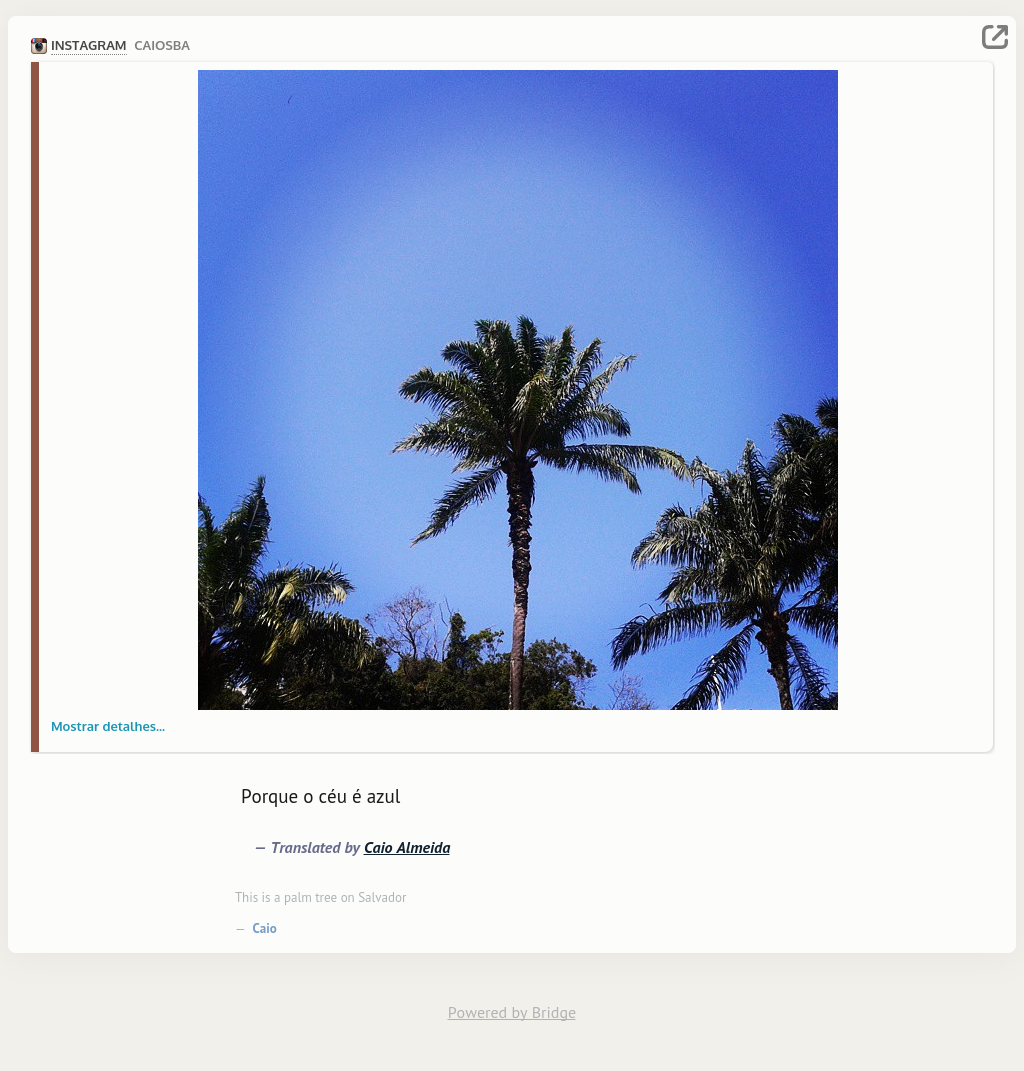 INSTAGRAM CAIOSBA
Mostrar detalhes...
Porque o céu é azul
— Translated by Caio Almeida
This is a palm tree on Salvador
— Caio
Powered by Bridge